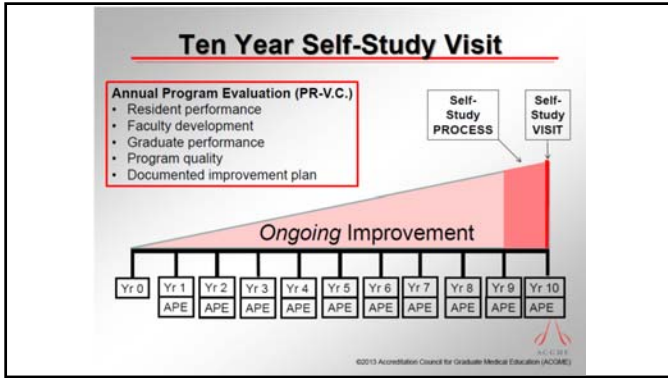 Ten Year Self-Study Visit
Annual Program Evaluation (PR-V.C.)
• Resident performance
• Faculty development
• Graduate performance
• Program quality
• Documented improvement plan
Self-
Study
PROCESS
Self-
Study
VISIT
Ongoing Improvement
Yr 0
Yr 1
Yr 2
Yr 3
Yr 4
Yr 5
Yr 6
Yr 7
Yr 8
Yr 9
Yr 10
APE
APE
APE
APE
APE
APE
APE
APE
APE
APE
ACGME
©2013 Accreditation Council for Graduate Medical Education (ACGME)